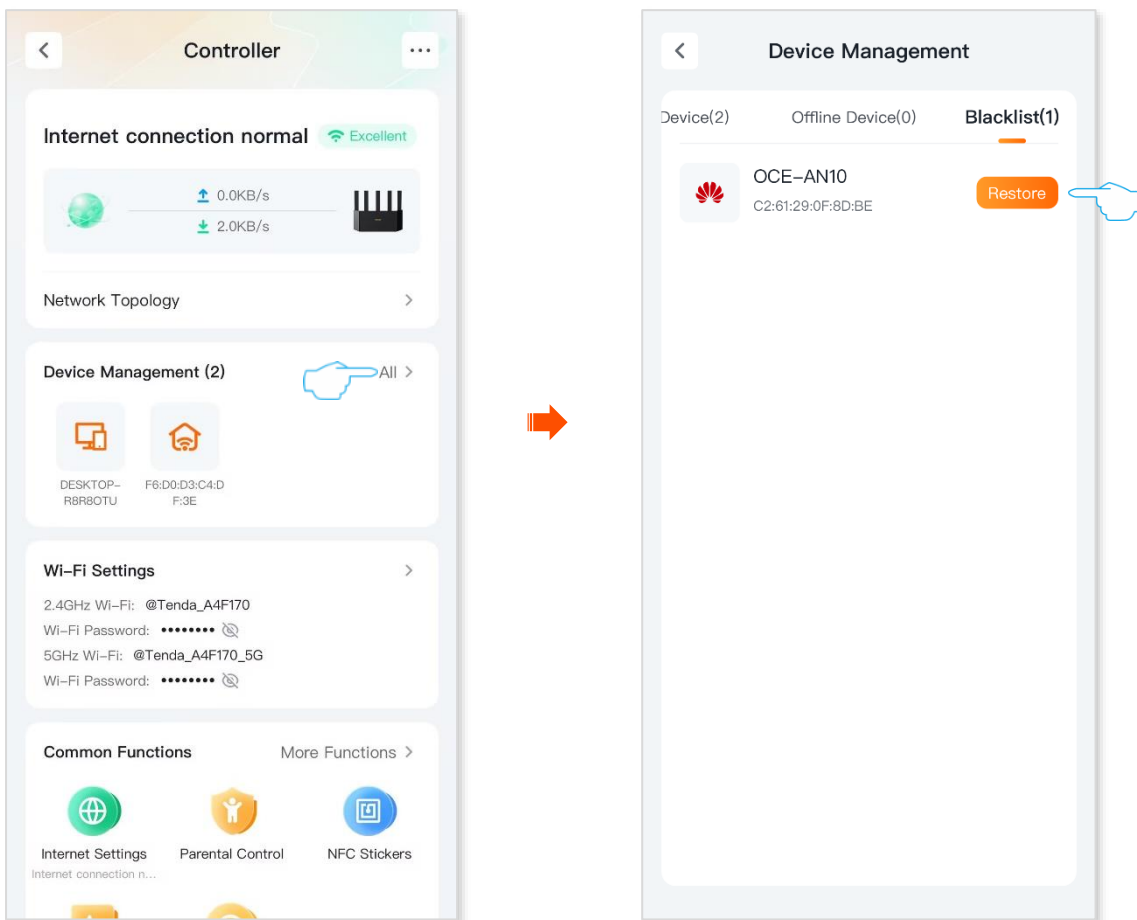 Controller
Internet connection normal Excellent
0.0KB/s
2.0KB/s
Network Topology
Device Management (2) All
DESKTOP-
R8R8OTU
F6:D0:D3:C4:D
F:3E
Wi-Fi Settings
2.4GHz Wi-Fi: @Tenda_A4F170
Wi-Fi Password: ••••••••
5GHz Wi-Fi: @Tenda_A4F170_5G
Wi-Fi Password: ••••••••
Common Functions More Functions
Internet Settings Parental Control NFC Stickers
Internet connection n...
Device Management
Device(2) Offline Device(0) Blacklist(1)
OCE-AN10
C2:61:29:0F:8D:BE
Restore